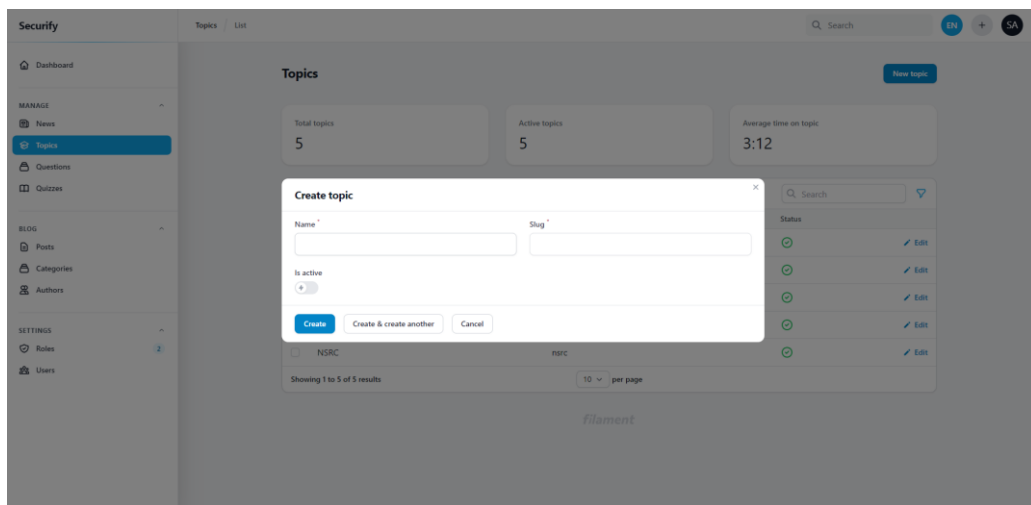 Securify
Topics / List
Search
EN
+
SA
Dashboard
MANAGE
News
Topics
Questions
Quizzes
BLOG
Posts
Categories
Authors
SETTINGS
Roles 2
Users
Topics
New topic
Total topics
5
Active topics
5
Average time on topic
3:12
Search
Status
Edit
Edit
Edit
Edit
NSRC nsrc Edit
Showing 1 to 5 of 5 results
10 per page
filament
Create topic
Name *
Slug *
Is active
Create
Create & create another
Cancel